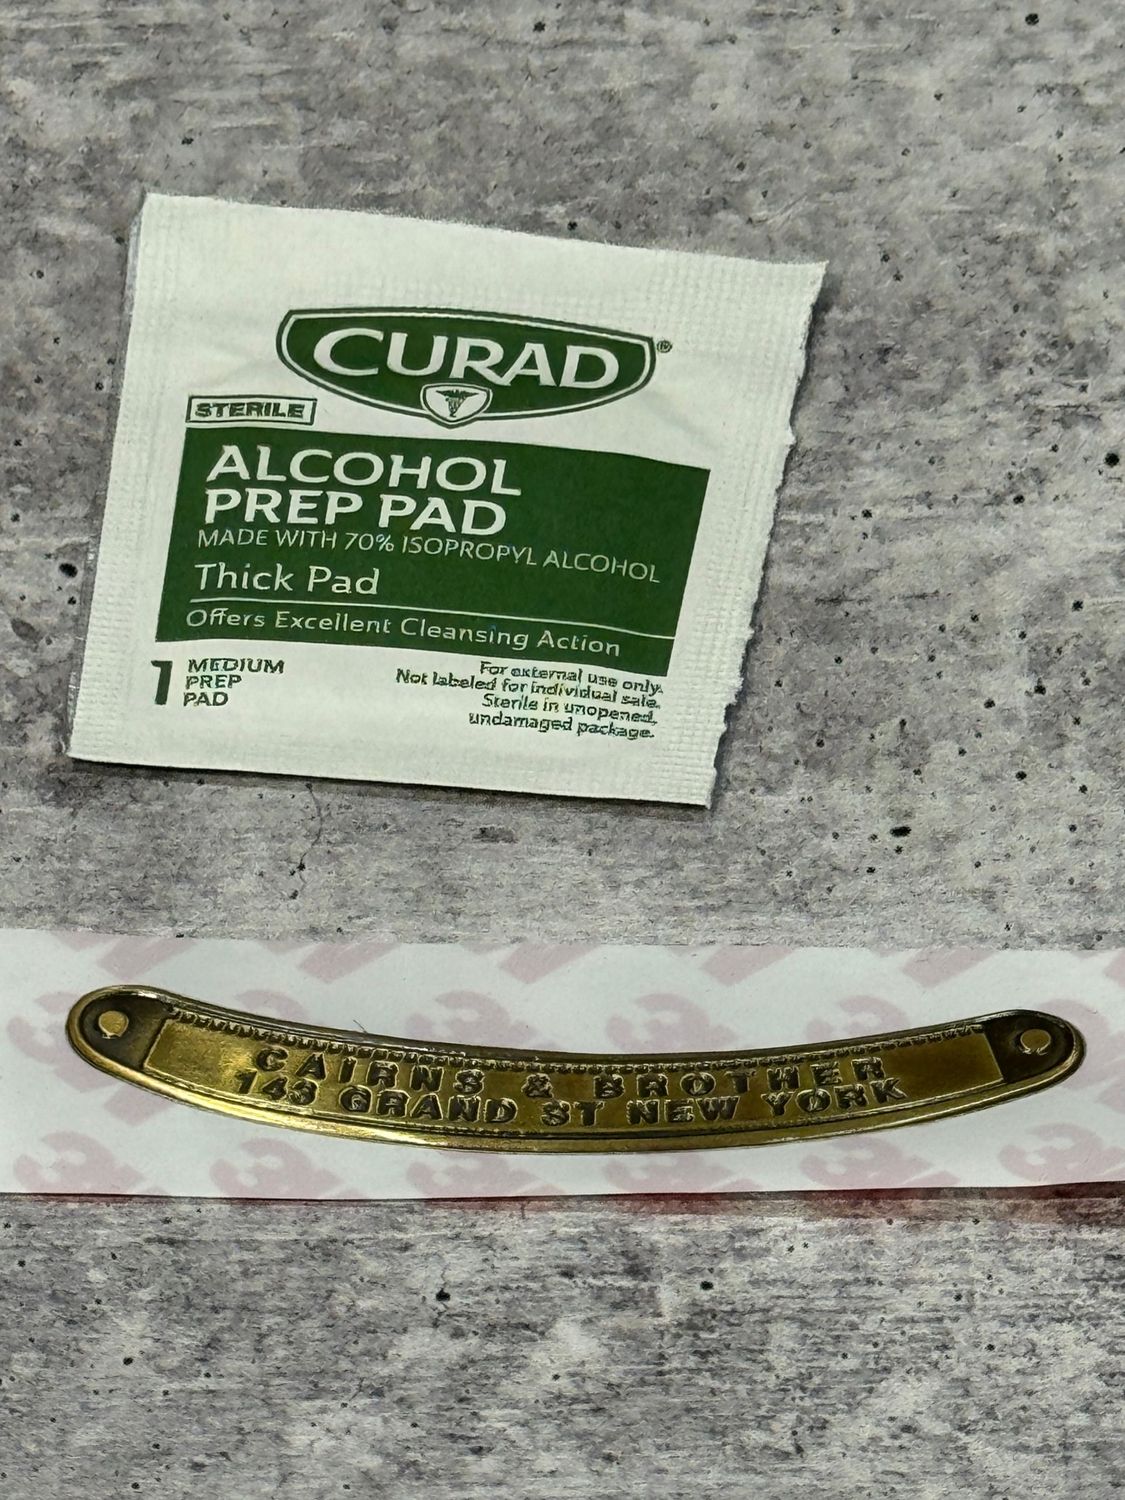 CURAD®
STERILE
ALCOHOL
PREP PAD
MADE WITH 70% ISOPROPYL ALCOHOL
Thick Pad
Offers Excellent Cleansing Action
1 MEDIUM
PREP
PAD
For external use only.
Not labeled for individual sale.
Sterile in unopened,
undamaged package.
CAIRNS & BROTHER
143 GRAND ST NEW YORK